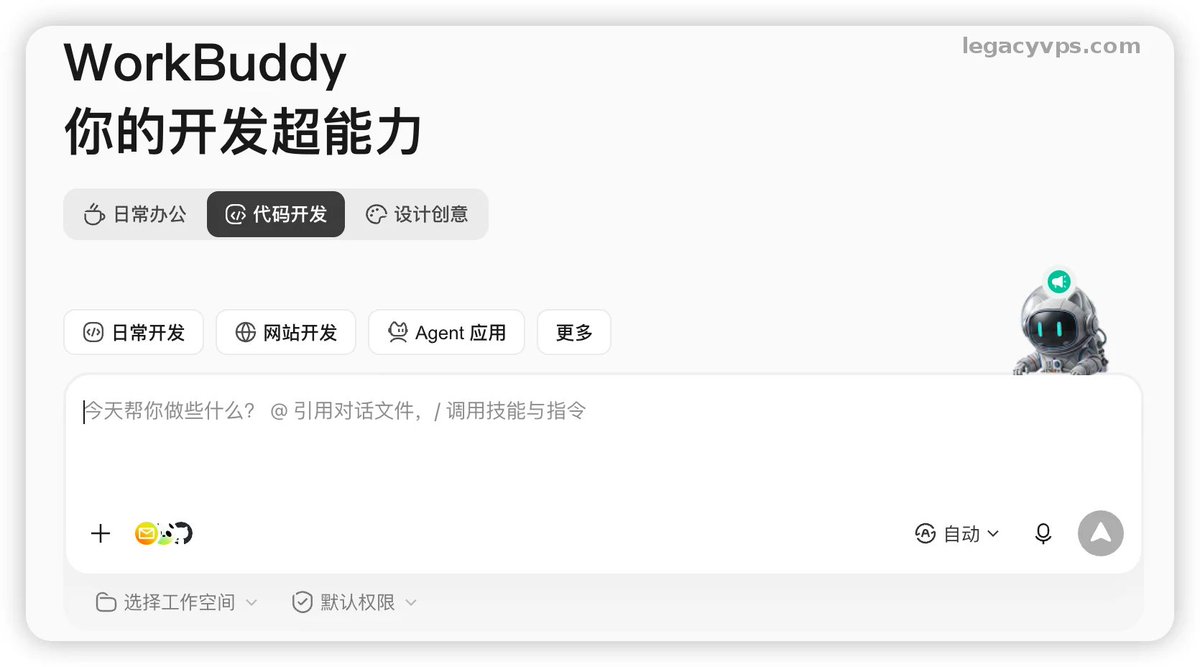 WorkBuddy
legacyvps.com
你的开发超能力
日常办公 代码开发 设计创意
日常开发 网站开发 Agent 应用 更多
今天帮你做些什么? @ 引用对话文件, / 调用技能与指令
自动
选择工作空间 默认权限